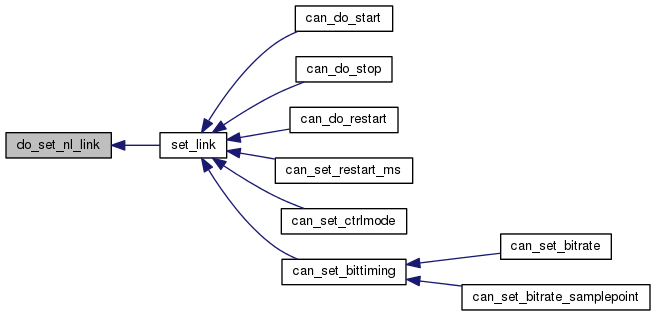 can_do_start
can_do_stop
can_do_restart
do_set_nl_link
set_link
can_set_restart_ms
can_set_ctrlmode
can_set_bitrate
can_set_bittiming
can_set_bitrate_samplepoint